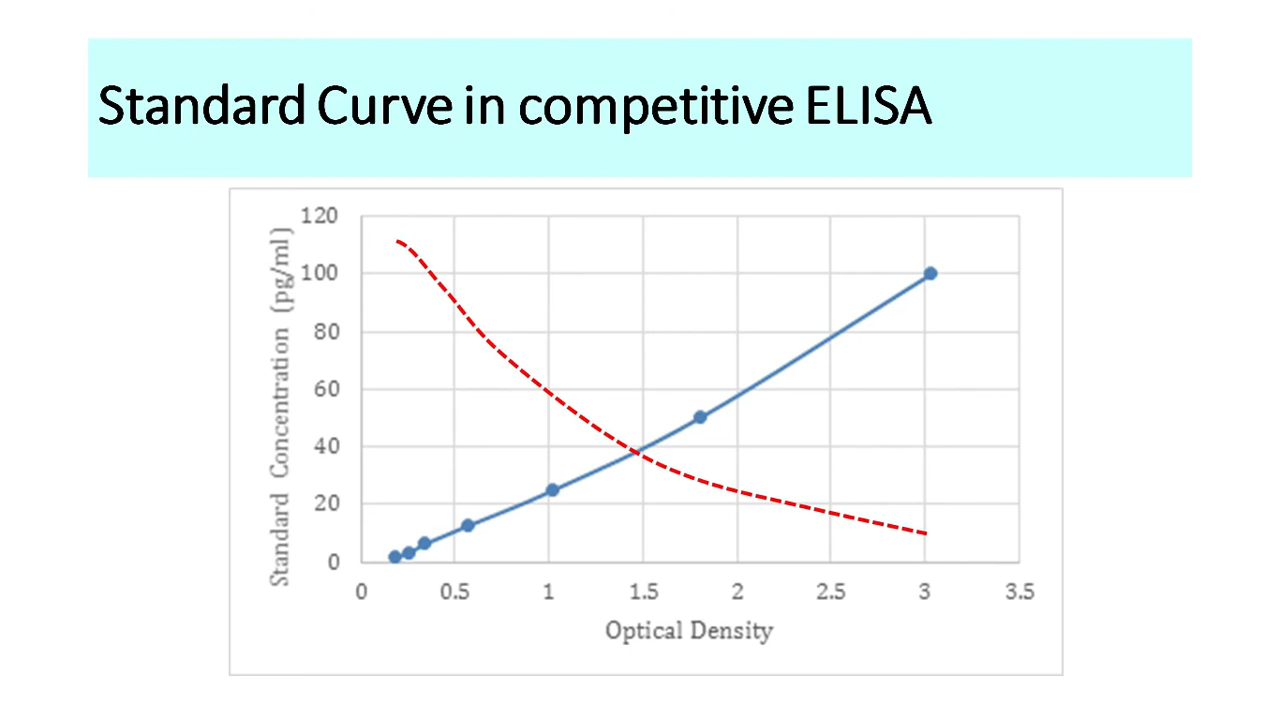 Standard Curve in competitive ELISA
Standard Concentration (pg/ml)
120
100
80
60
40
20
0
0 0.5 1 1.5 2 2.5 3 3.5
Optical Density